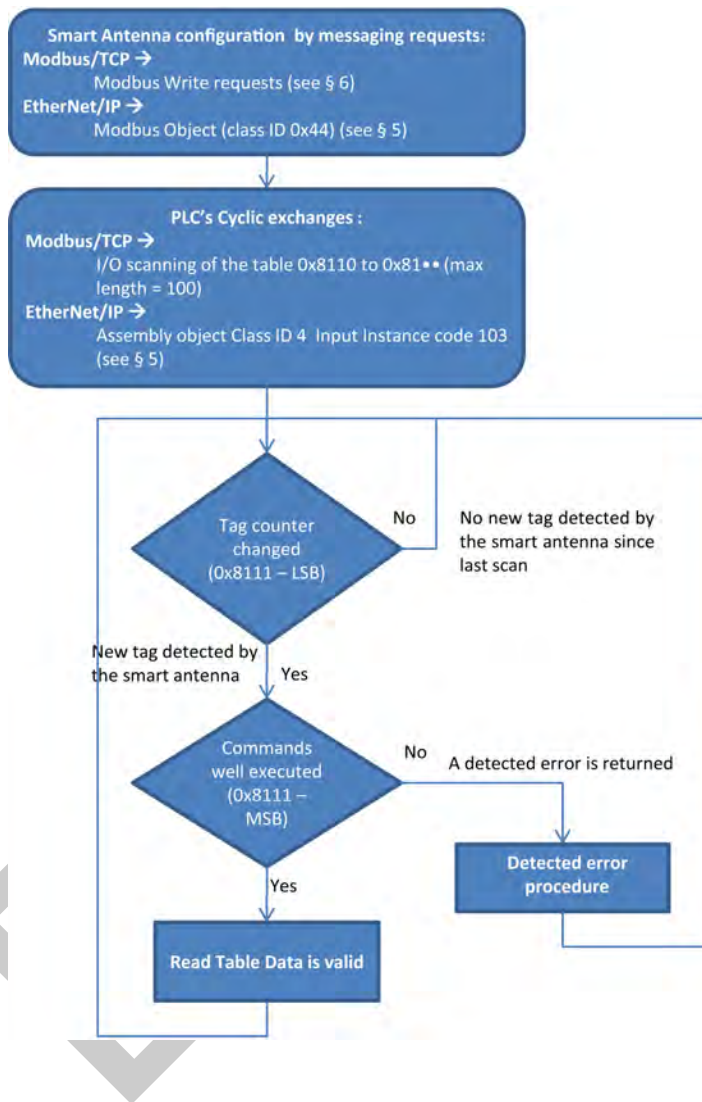 Smart Antenna configuration by messaging requests:
Modbus/TCP →
Modbus Write requests (see § 6)
EtherNet/IP →
Modbus Object (class ID 0x44) (see § 5)
PLC's Cyclic exchanges :
Modbus/TCP →
I/O scanning of the table 0x8110 to 0x81•• (max
length = 100)
EtherNet/IP →
Assembly object Class ID 4 Input Instance code 103
(see § 5)
Tag counter
changed
(0x8111 – LSB)
No
No new tag detected by
the smart antenna since
last scan
New tag detected by
the smart antenna
Yes
Commands
well executed
(0x8111 –
MSB)
No
A detected error is returned
Detected error
procedure
Yes
Read Table Data is valid